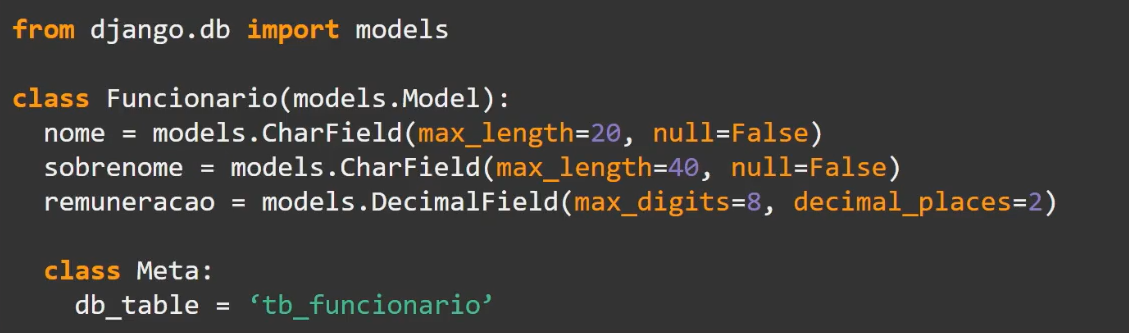 from django.db import models
class Funcionario(models.Model):
nome = models.CharField(max_length=20, null=False)
sobrenome = models.CharField(max_length=40, null=False)
remuneracao = models.DecimalField(max_digits=8, decimal_places=2)
class Meta:
db_table = ‘tb_funcionario’